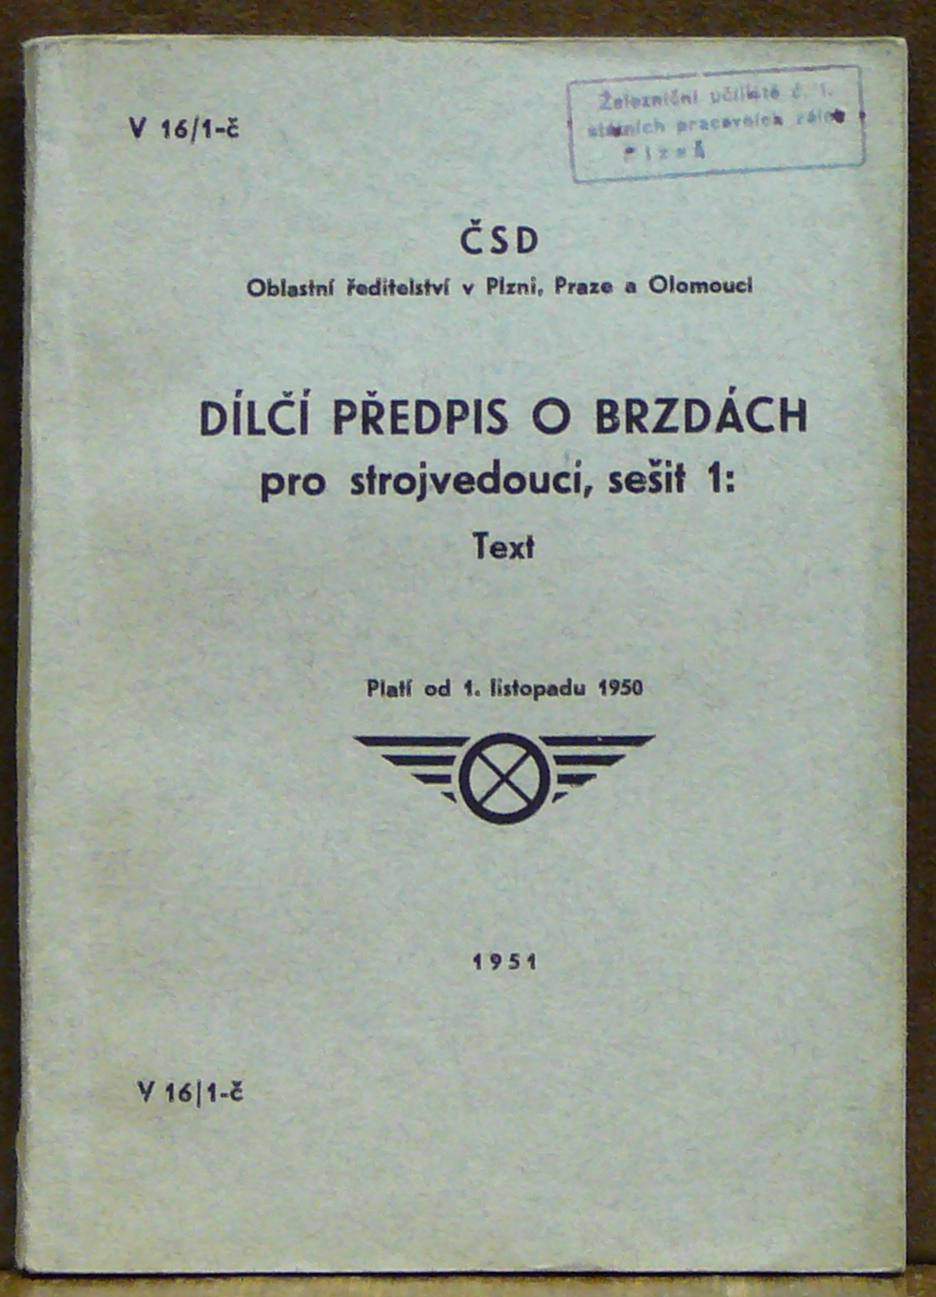 V 16/1-č
Železniční učiliště č. 1.
státních pracovních záloh
Plzeň
ČSD
Oblastní ředitelství v Plzni, Praze a Olomouci
DÍLČÍ PŘEDPIS O BRZDÁCH
pro strojvedoucí, sešit 1:
Text
Platí od 1. listopadu 1950
1951
V 16/1-č